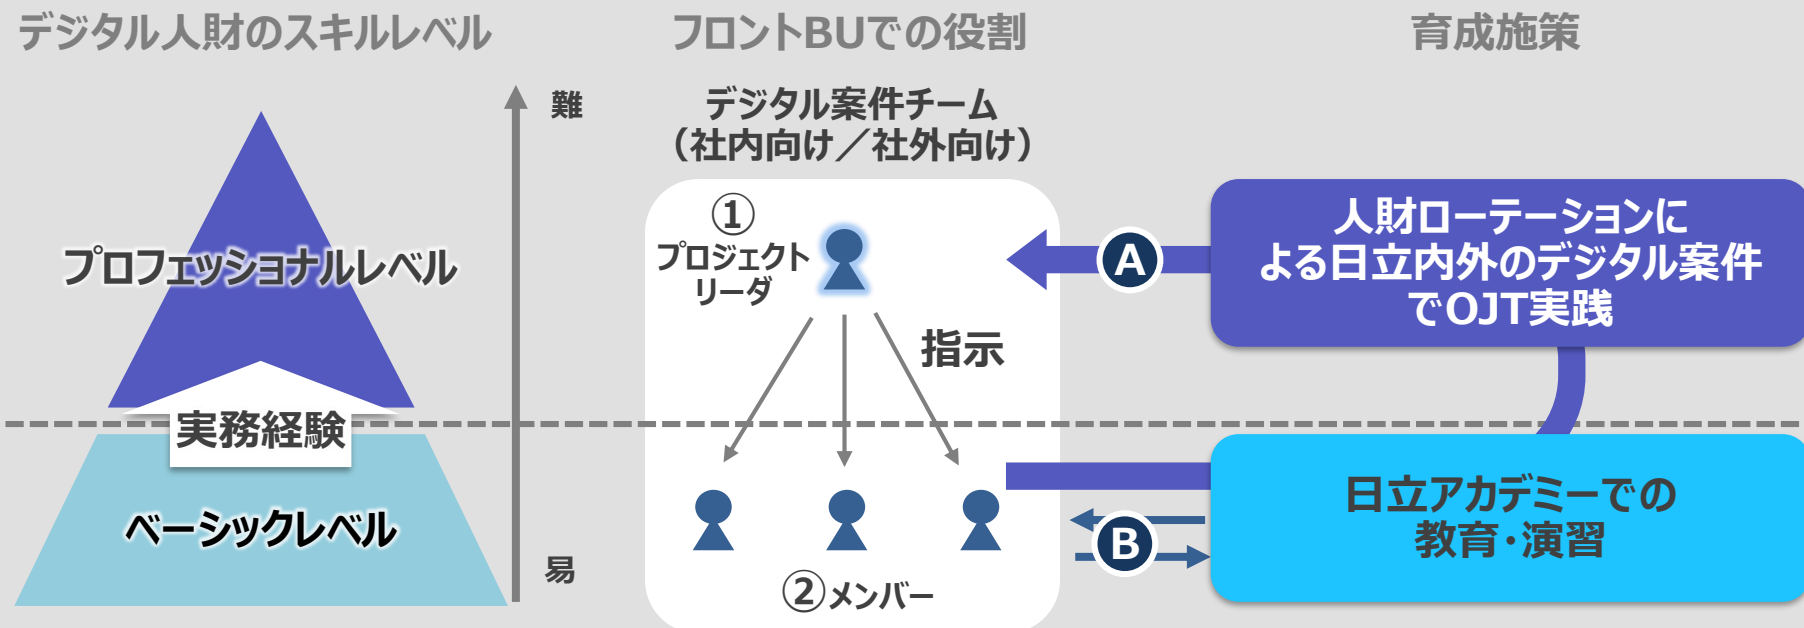 デジタル人財のスキルレベル
フロントBUでの役割
育成施策
難
易
プロフェッショナルレベル
実務経験
ベーシックレベル
デジタル案件チーム
（社内向け／社外向け）
①
プロジェクト
リーダ
指示
②メンバー
A
人財ローテーションに
よる日立内外のデジタル案件
でOJT実践
B
日立アカデミーでの
教育・演習